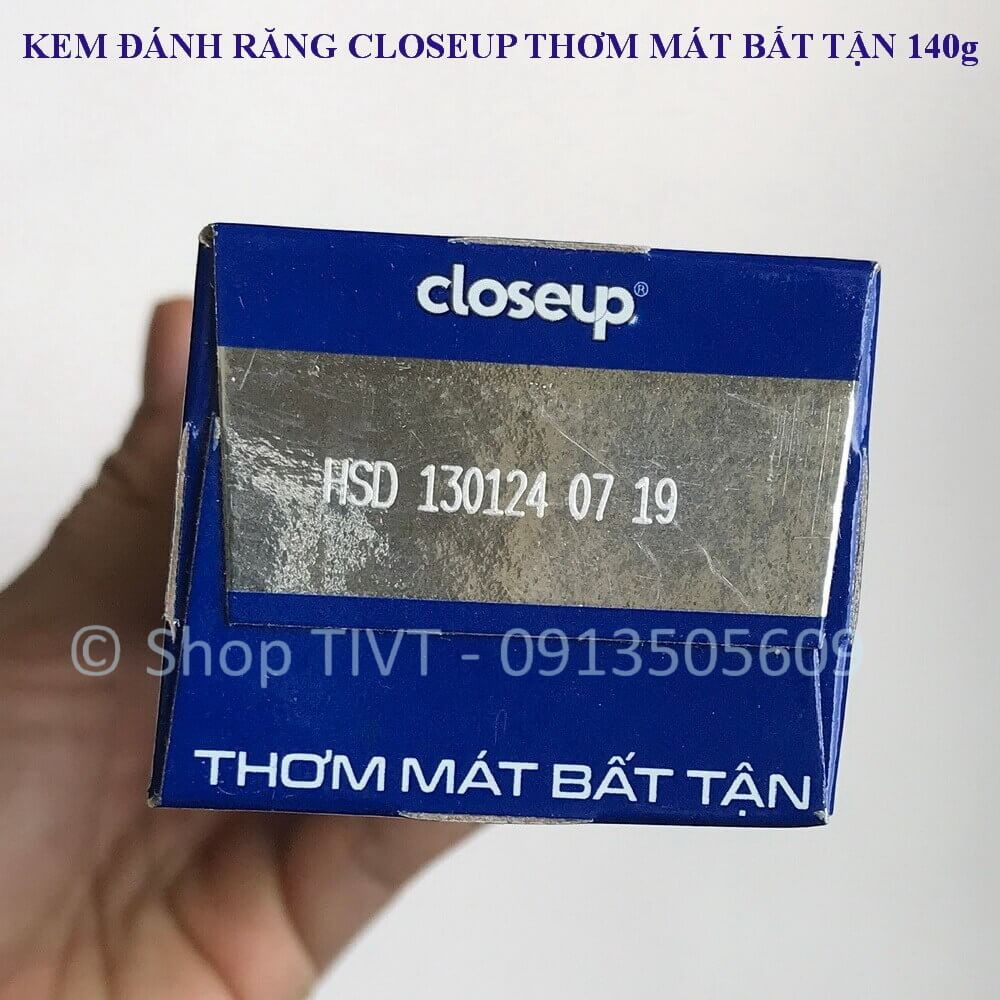 KEM ĐÁNH RĂNG CLOSEUP THƠM MÁT BẤT TẬN 140g
closeup®
HSD 130124 07 19
© Shop TIVT - 0913505609
THƠM MÁT BẤT TẬN